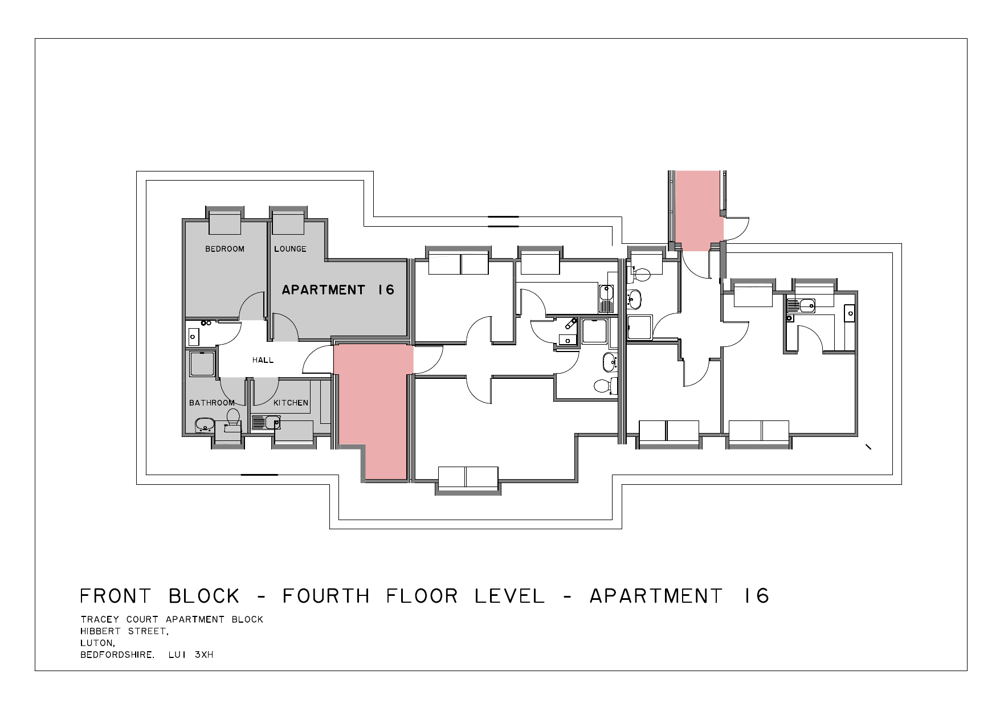 BEDROOM
LOUNGE
APARTMENT 16
HALL
BATHROOM
KITCHEN
FRONT BLOCK - FOURTH FLOOR LEVEL - APARTMENT 16
TRACEY COURT APARTMENT BLOCK
HIBBERT STREET,
LUTON,
BEDFORDSHIRE. LU1 3XH